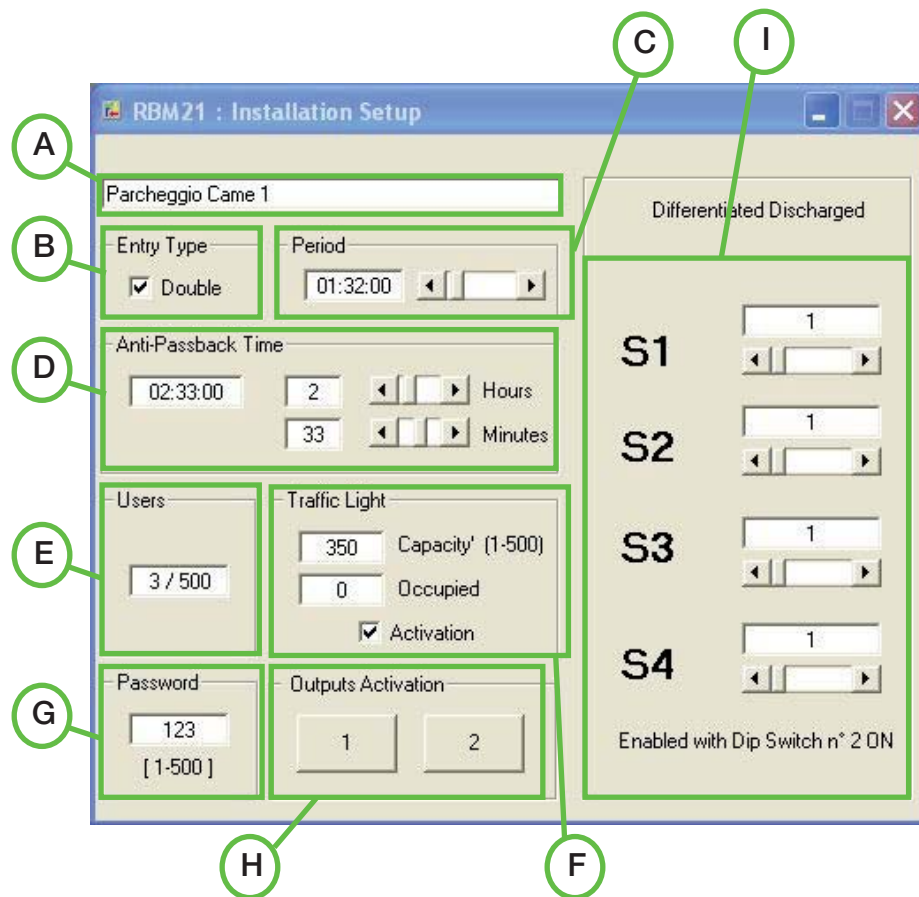 C
I
RBM21 : Installation Setup
A
Parcheggio Came 1
Differentiated Discharged
B
Entry Type
Double
Period
01:32:00
D
Anti-Passback Time
02:33:00
2
Hours
33
Minutes
S1
1
S2
1
S3
1
S4
1
Enabled with Dip Switch n° 2 ON
E
Users
3 / 500
Traffic Light
350
Capacity' (1-500)
0
Occupied
Activation
G
Password
123
[ 1-500 ]
Outputs Activation
1
2
H
F